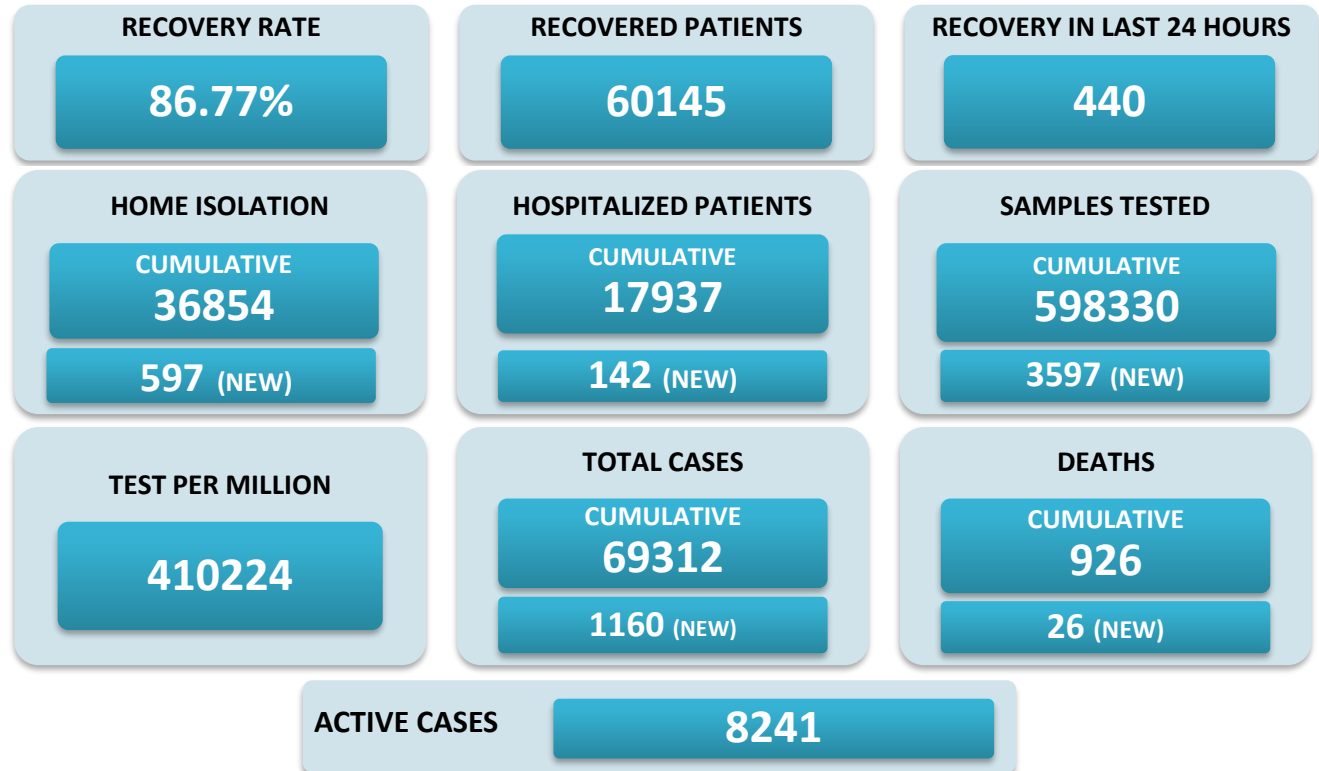 RECOVERY RATE
86.77%
RECOVERED PATIENTS
60145
RECOVERY IN LAST 24 HOURS
440
HOME ISOLATION
CUMULATIVE
36854
597 (NEW)
HOSPITALIZED PATIENTS
CUMULATIVE
17937
142 (NEW)
SAMPLES TESTED
CUMULATIVE
598330
3597 (NEW)
TEST PER MILLION
410224
TOTAL CASES
CUMULATIVE
69312
1160 (NEW)
DEATHS
CUMULATIVE
926
26 (NEW)
ACTIVE CASES
8241